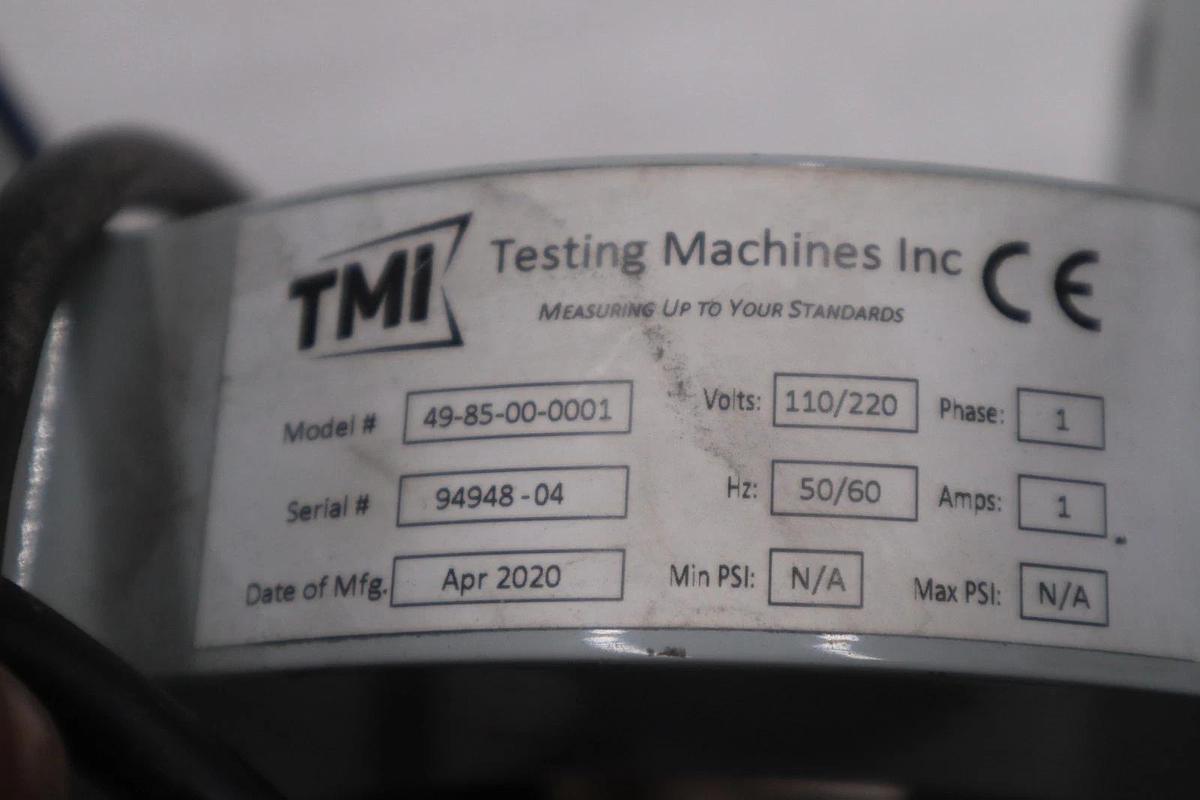 TMI Testing Machines Inc CE
MEASURING UP TO YOUR STANDARDS
Model # 49-85-00-0001 Volts: 110/220 Phase: 1
Serial # 94948-04 Hz: 50/60 Amps: 1
Date of Mfg. Apr 2020 Min PSI: N/A Max PSI: N/A